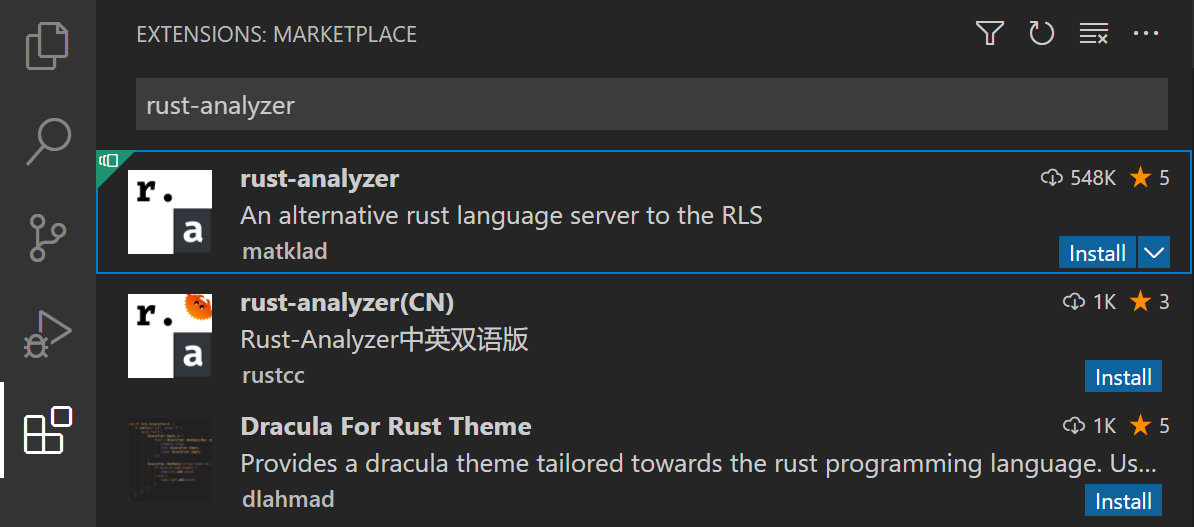 EXTENSIONS: MARKETPLACE
rust-analyzer
r.
a
rust-analyzer
548K 5
An alternative rust language server to the RLS
matklad
Install
r.
a
rust-analyzer(CN)
1K 3
Rust-Analyzer中英双语版
rustcc
Install
Dracula For Rust Theme
1K 5
Provides a dracula theme tailored towards the rust programming language. Us...
dlahmad
Install